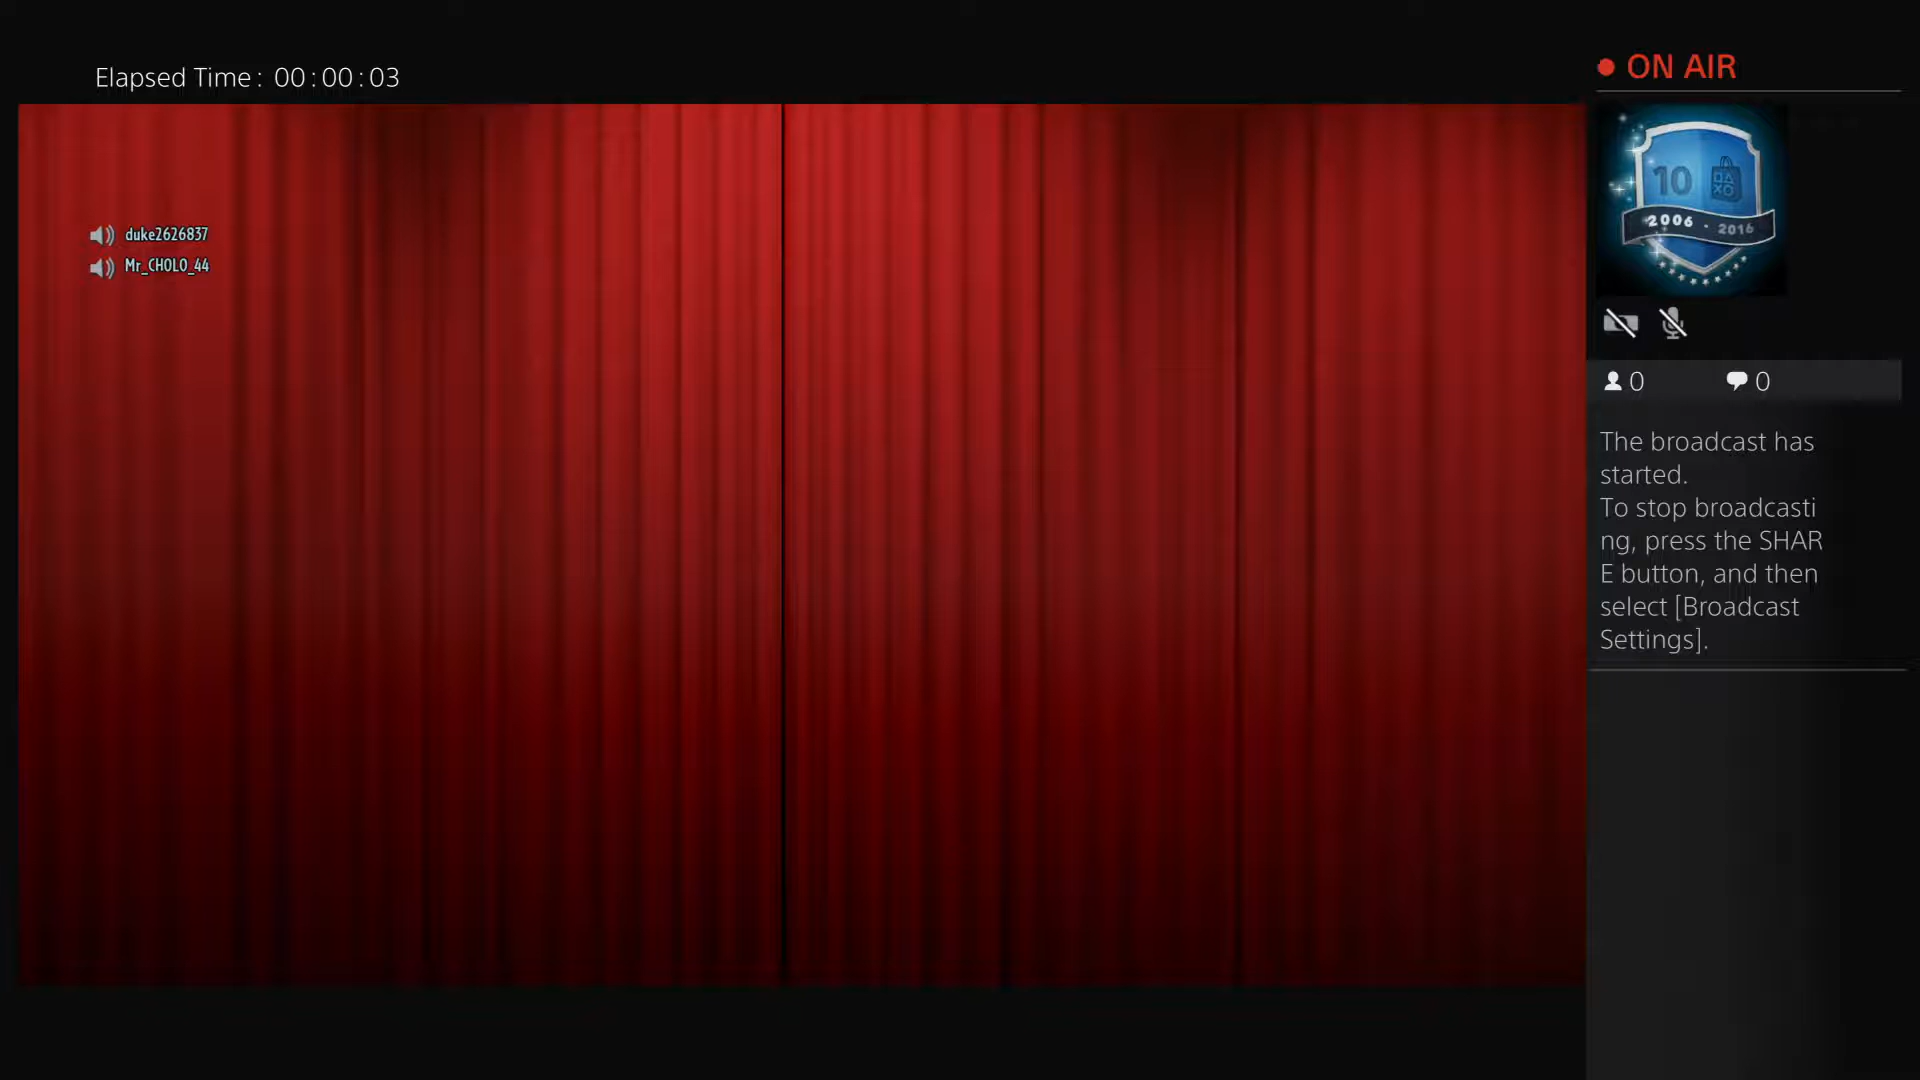 Elapsed Time: 00:00:03
ON AIR
duke2626837
Mr_CHOLO_44
10
2006 - 2016
0
0
The broadcast has
started.
To stop broadcasti
ng, press the SHAR
E button, and then
select [Broadcast
Settings].